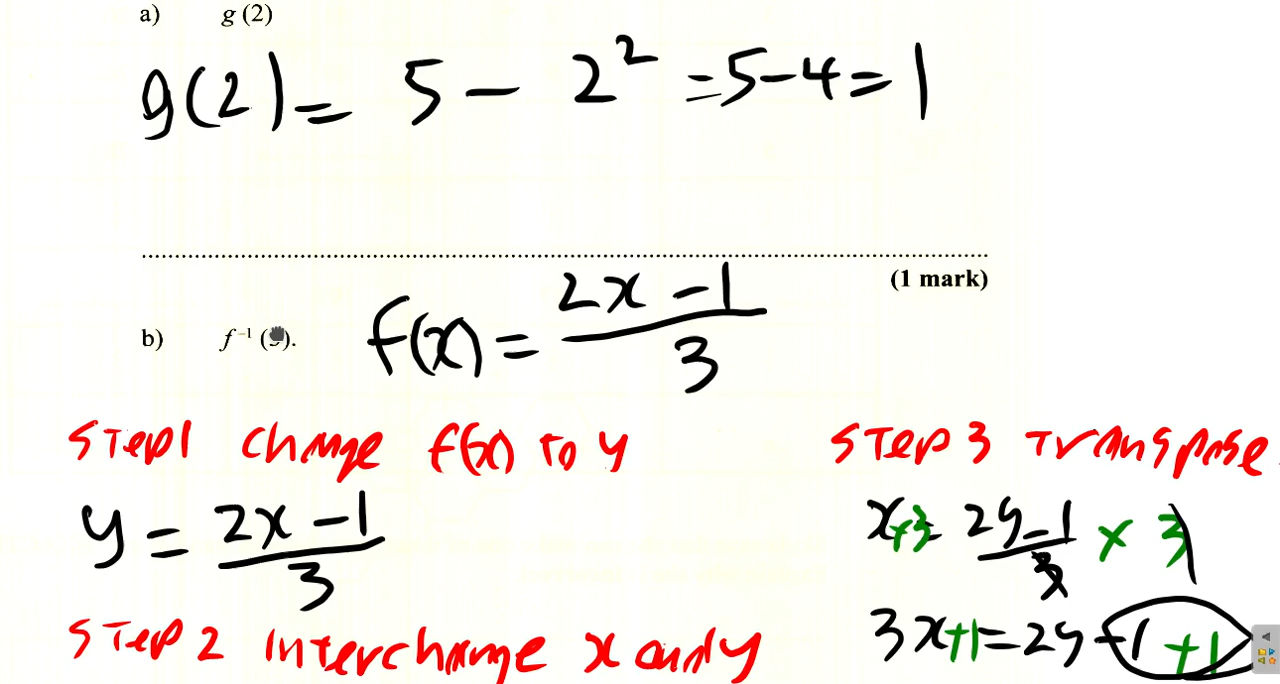 a) g (2)
g(2) = 5 - 2² = 5-4 = 1
(1 mark)
b) f⁻¹ ( ).
f(x) = 2x - 1 / 3
STEP1 change f(x) to y
y = 2x - 1 / 3
STEP 2 interchange x and y
STEP 3 Transpose
x×3 = 2y-1 / 3 × 3
3x+1 = 2y -1 +1